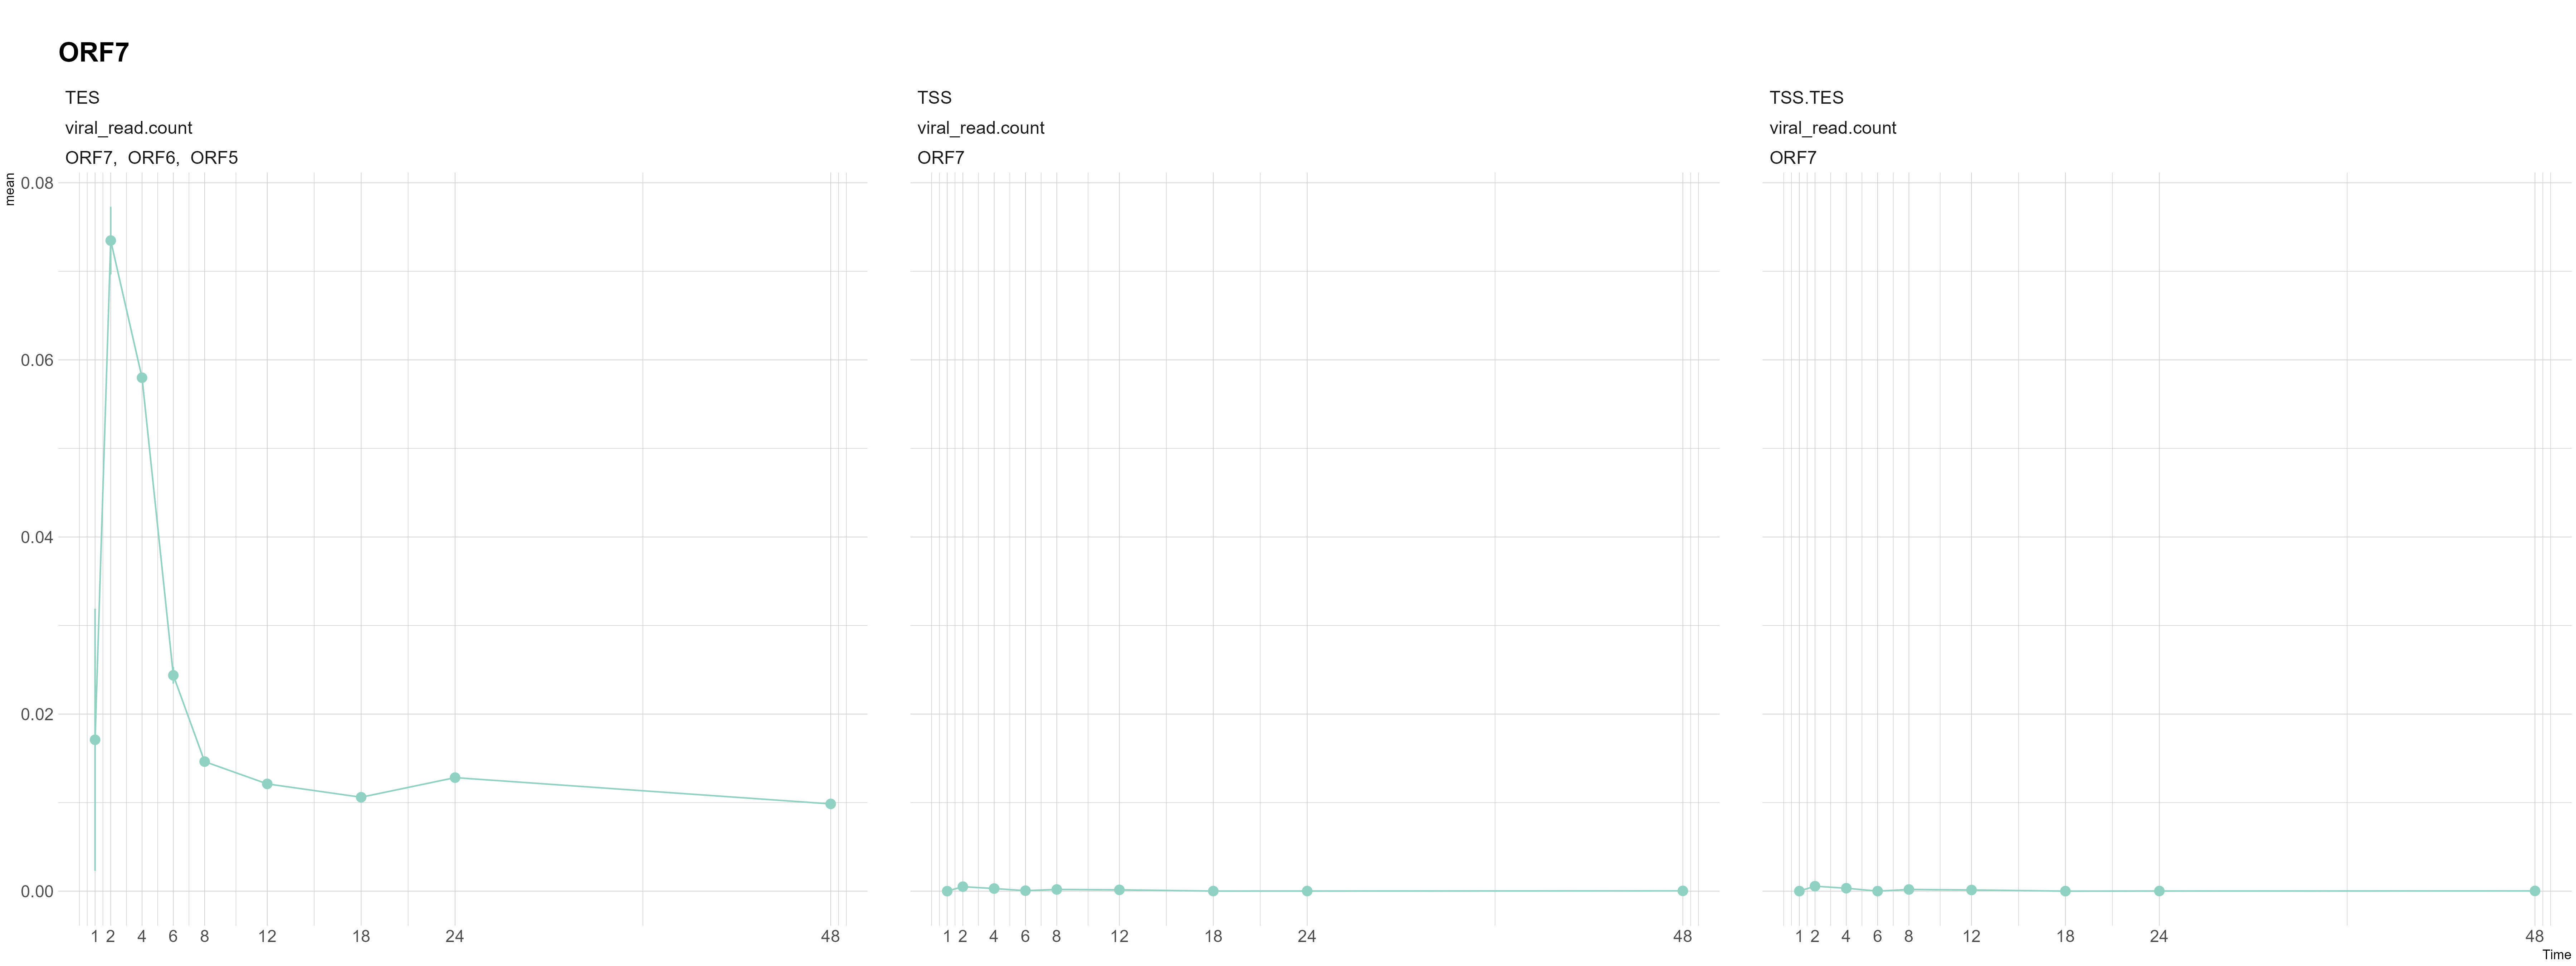 ORF7
TES
viral_read.count
ORF7, ORF6, ORF5
TSS
viral_read.count
ORF7
TSS.TES
viral_read.count
ORF7
mean
0.08
0.06
0.04
0.02
0.00
1 2 4 6 8 12 18 24 48
1 2 4 6 8 12 18 24 48
1 2 4 6 8 12 18 24 48
Time